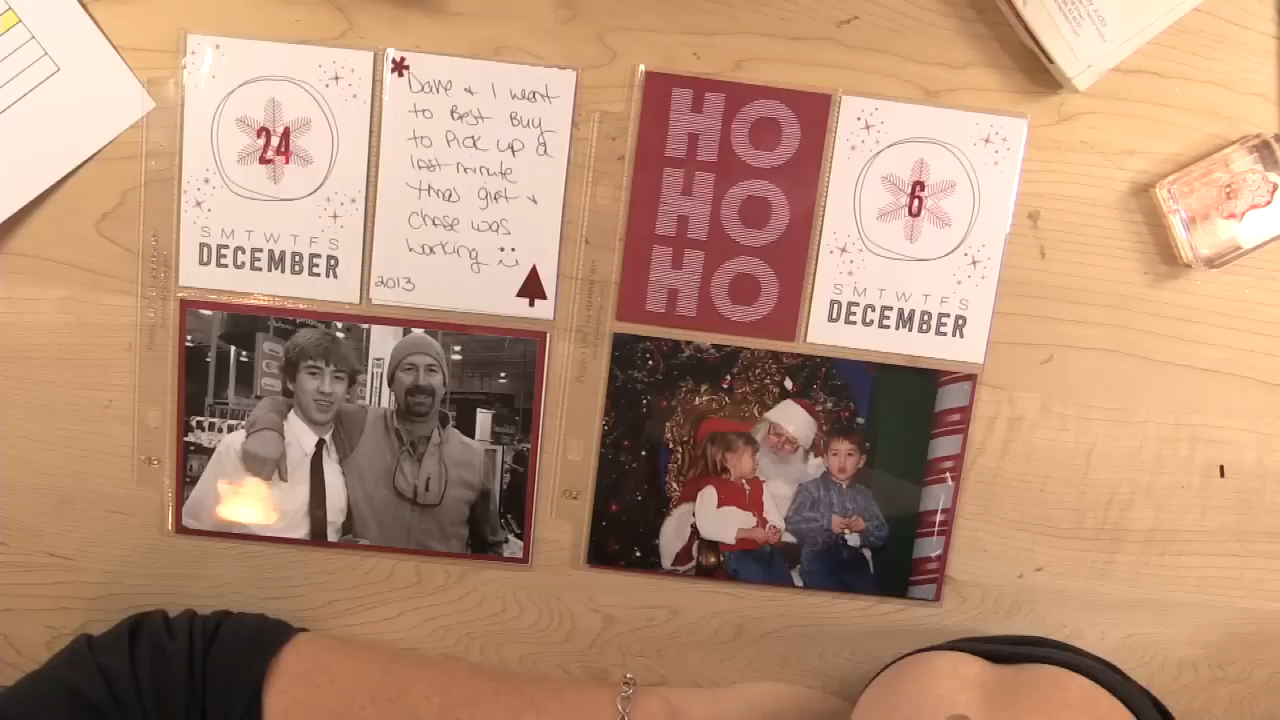 24
S M T W T F S
DECEMBER
Dave + I went
to Best Buy
to pick up a
last minute
Xmas gift +
Chase was
working
2013
HO
HO
HO
6
S M T W T F S
DECEMBER